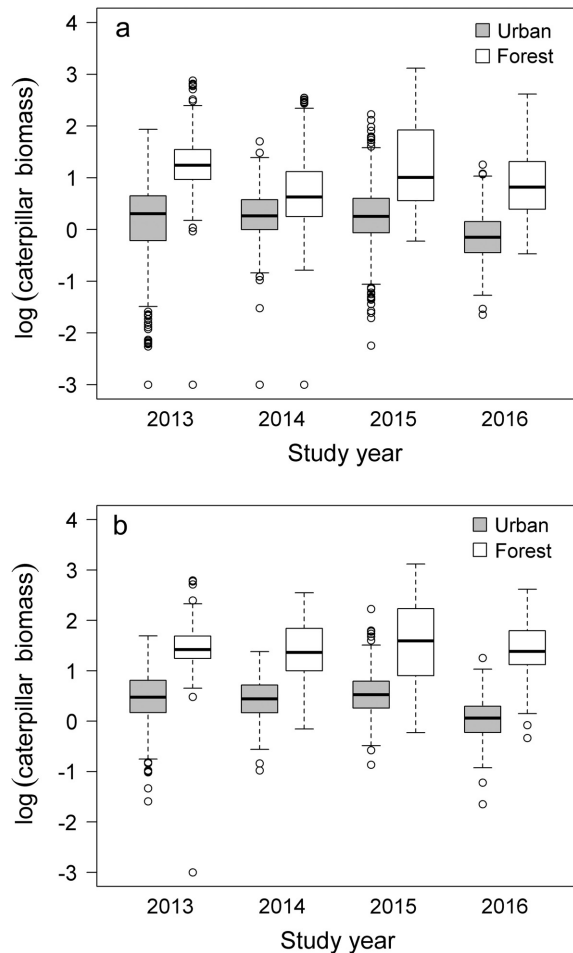 a
Urban
Forest
4
3
2
1
0
-1
-2
-3
log (caterpillar biomass)
2013 2014 2015 2016
Study year
b
Urban
Forest
4
3
2
1
0
-1
-2
-3
log (caterpillar biomass)
2013 2014 2015 2016
Study year